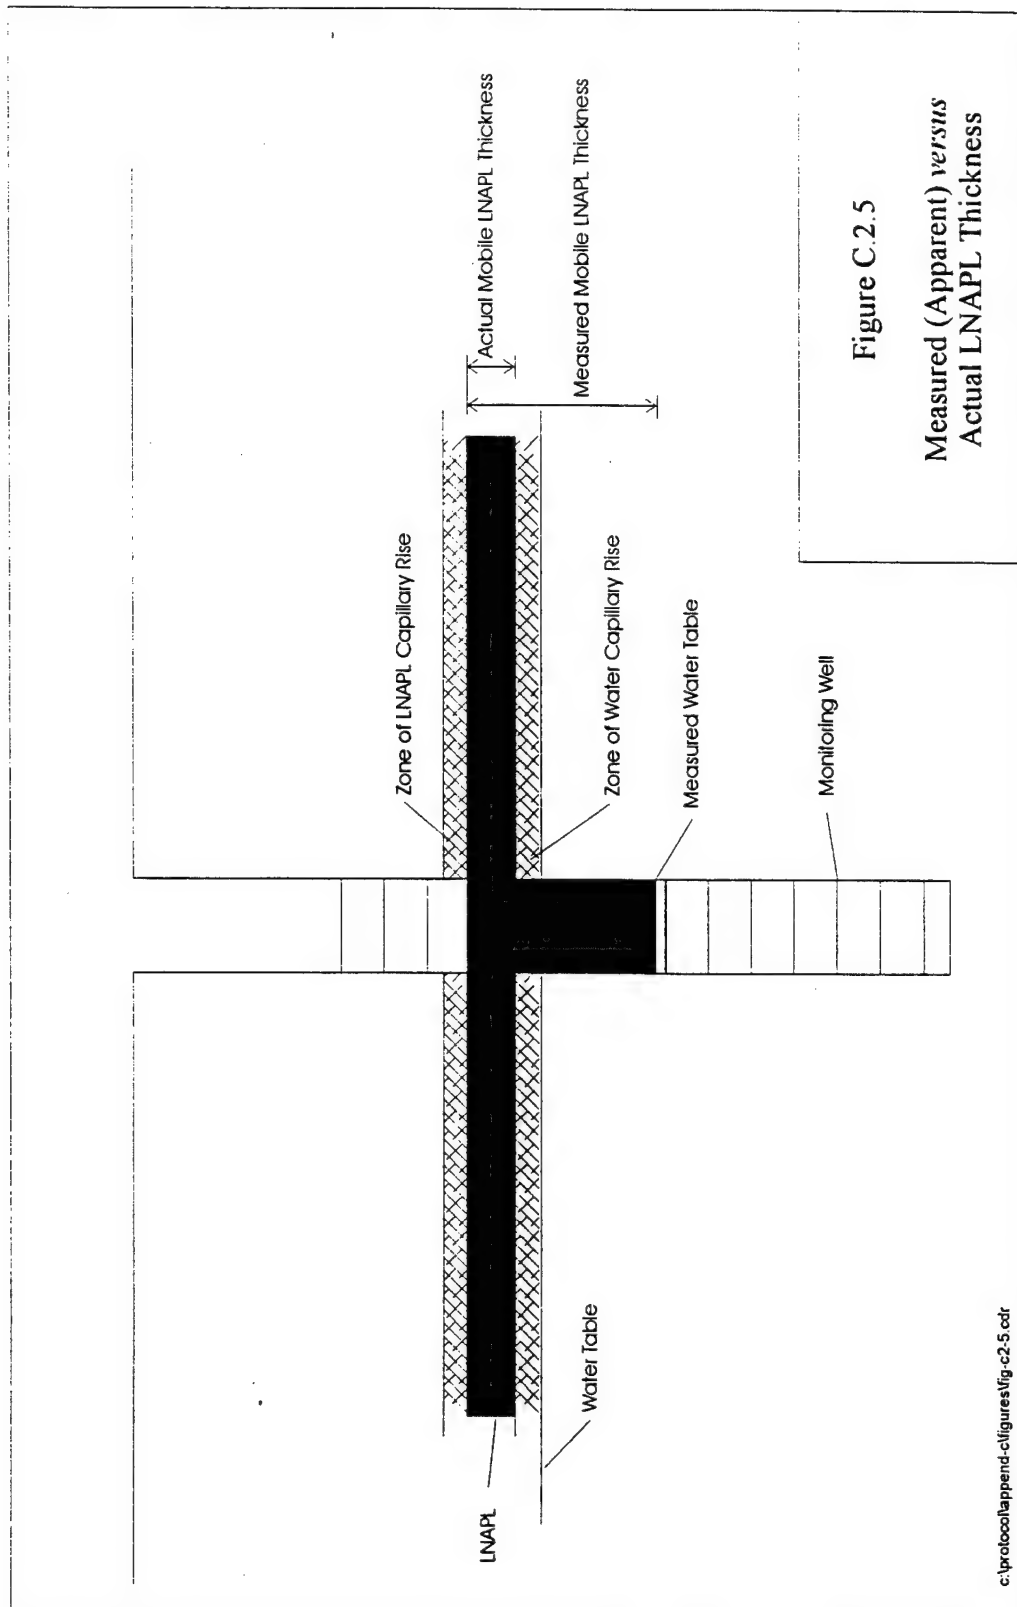 Actual Mobile LNAPL Thickness
Measured Mobile LNAPL Thickness
Zone of LNAPL Capillary Rise
Zone of Water Capillary Rise
Measured Water Table
Monitoring Well
LNAPL
Water Table
Figure C.2.5
Measured (Apparent) versus
Actual LNAPL Thickness
c:\protocol\append-c\figures\fig-c2-5.cdr